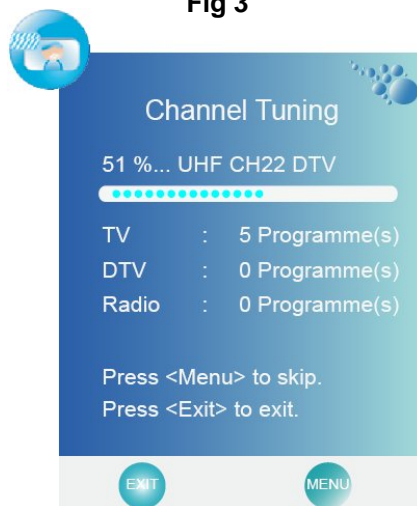 Fig 3
Channel Tuning
51 %... UHF CH22 DTV
TV : 5 Programme(s)
DTV : 0 Programme(s)
Radio : 0 Programme(s)
Press <Menu> to skip.
Press <Exit> to exit.
EXIT MENU